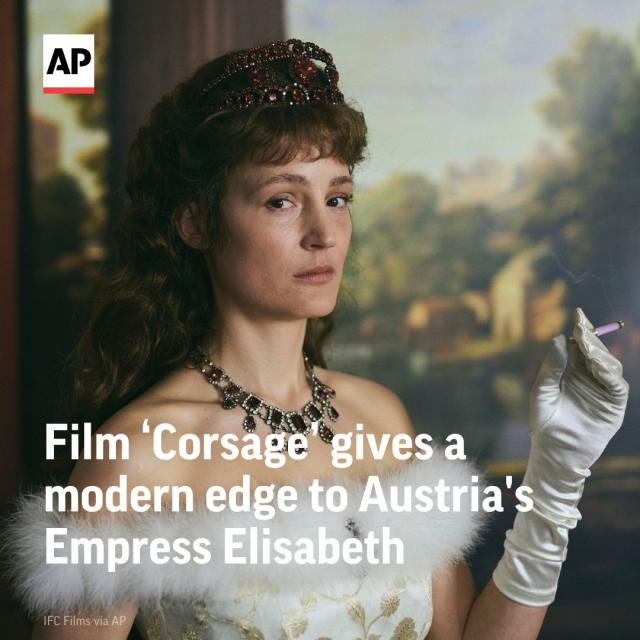 AP
Film ‘Corsage’ gives a
modern edge to Austria's
Empress Elisabeth
IFC Films via AP